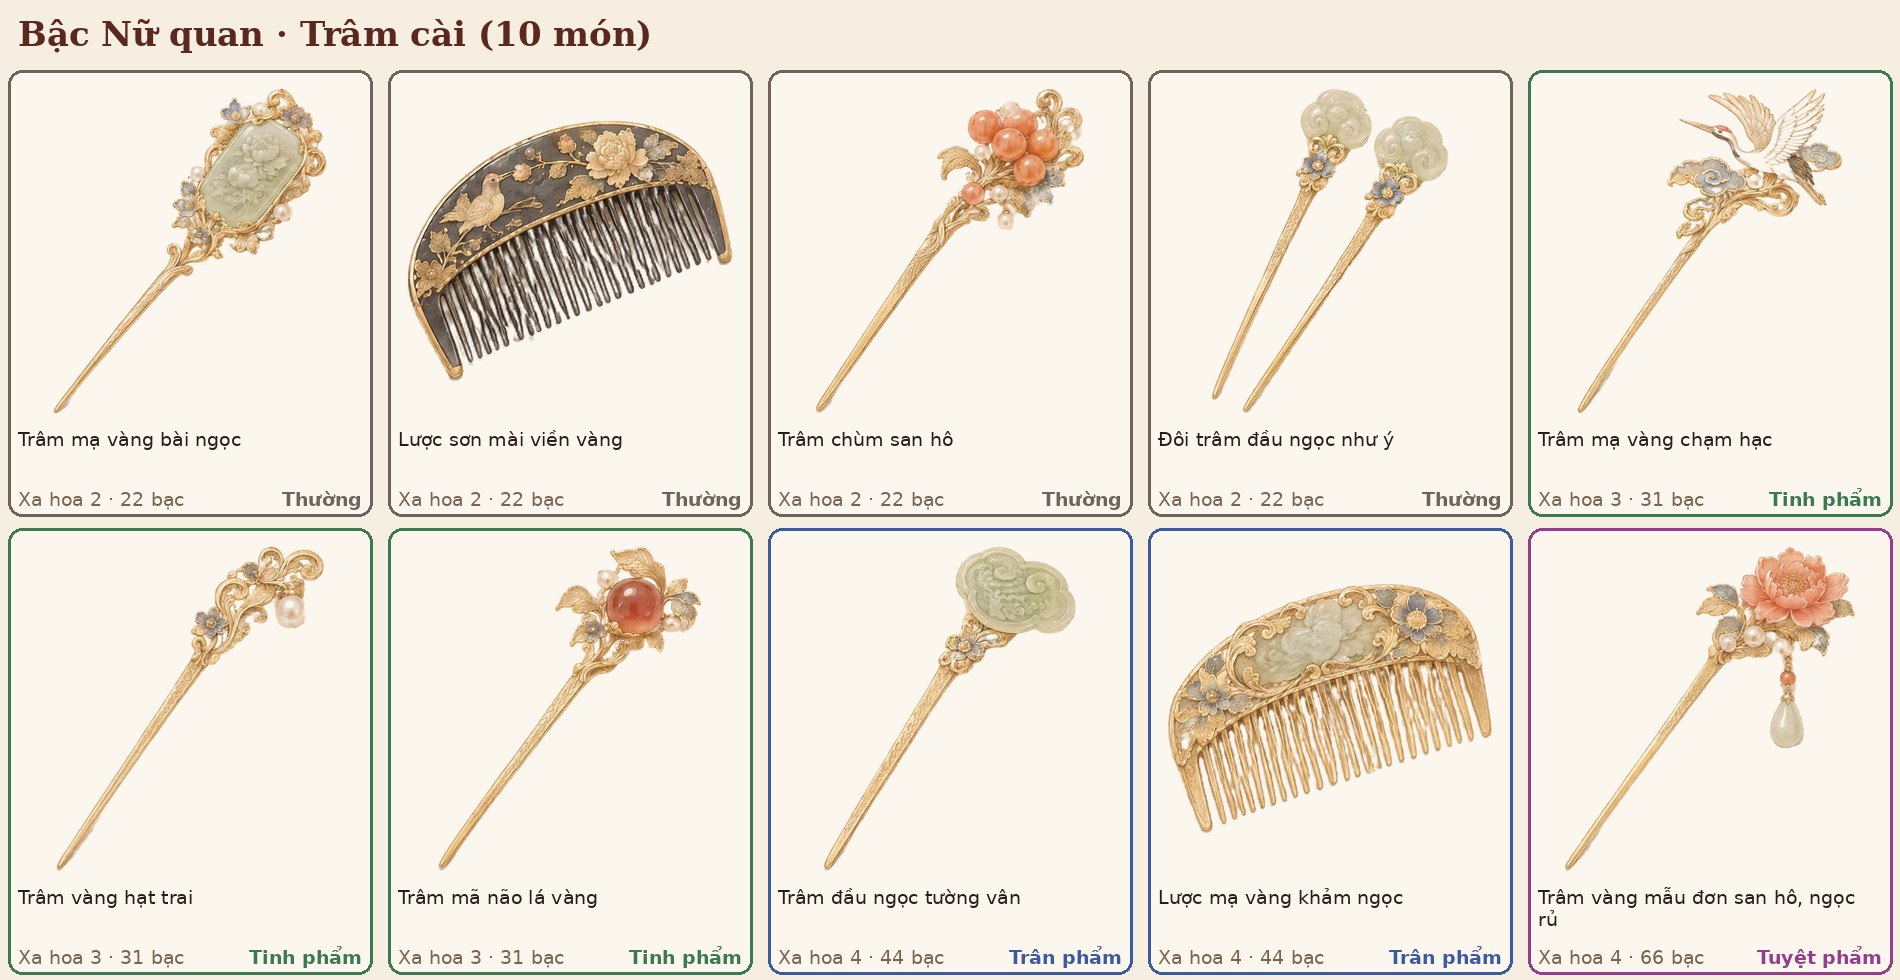 Bậc Nữ quan · Trâm cài (10 món)
Trâm mạ vàng bài ngọc
Xa hoa 2 · 22 bạc
Thường
Lược sơn mài viền vàng
Xa hoa 2 · 22 bạc
Thường
Trâm chùm san hô
Xa hoa 2 · 22 bạc
Thường
Đôi trâm đầu ngọc như ý
Xa hoa 2 · 22 bạc
Thường
Trâm mạ vàng chạm hạc
Xa hoa 3 · 31 bạc
Tinh phẩm
Trâm vàng hạt trai
Xa hoa 3 · 31 bạc
Tinh phẩm
Trâm mã não lá vàng
Xa hoa 3 · 31 bạc
Tinh phẩm
Trâm đầu ngọc tường vân
Xa hoa 4 · 44 bạc
Trân phẩm
Lược mạ vàng khảm ngọc
Xa hoa 4 · 44 bạc
Trân phẩm
Trâm vàng mẫu đơn san hô, ngọc
rủ
Xa hoa 4 · 66 bạc
Tuyệt phẩm